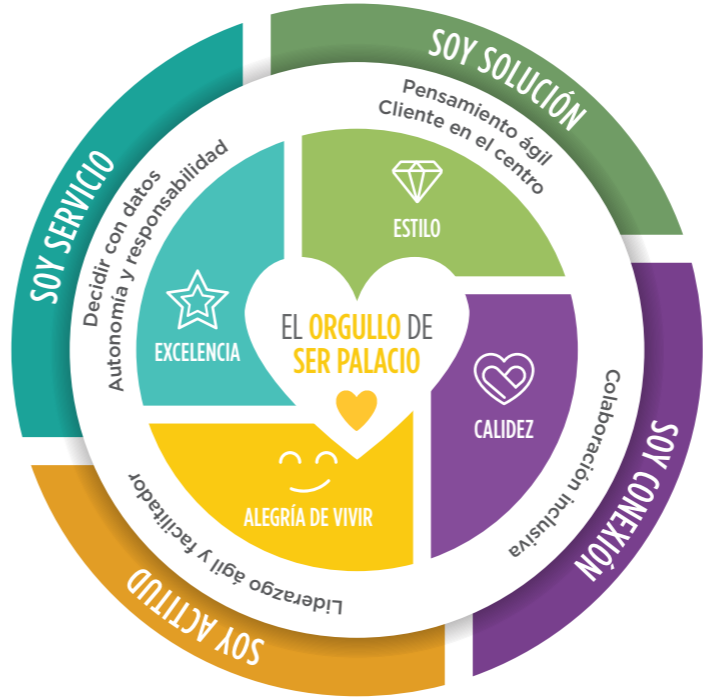 SOY SOLUCIÓN
Pensamiento ágil
Cliente en el centro
ESTILO
SOY SERVICIO
Decidir con datos
Autonomía y responsabilidad
EXCELENCIA
EL ORGULLO DE
SER PALACIO
CALIDEZ
Colaboración inclusiva
SOY CONEXIÓN
ALEGRÍA DE VIVIR
Liderazgo ágil y facilitador
SOY ACTITUD